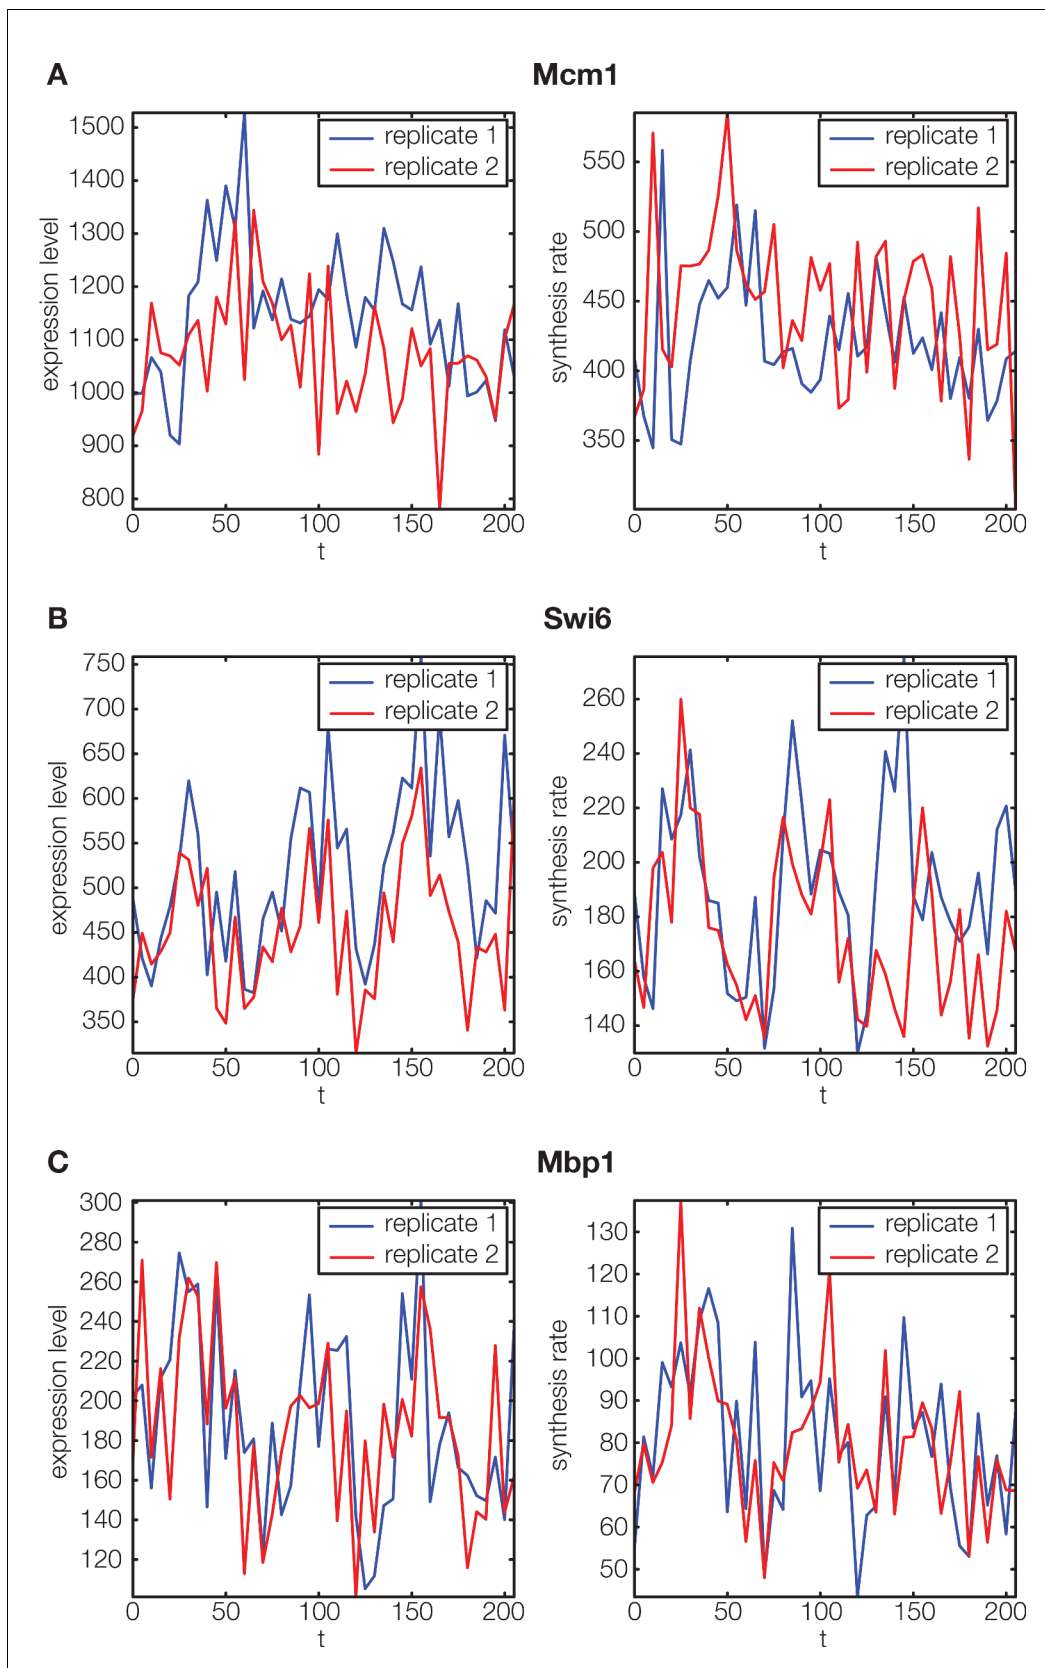 A
Mcm1
replicate 1
replicate 2
expression level
1500
1400
1300
1200
1100
1000
900
800
0 50 100 150 200
t
replicate 1
replicate 2
synthesis rate
550
500
450
400
350
0 50 100 150 200
t
B
Swi6
replicate 1
replicate 2
expression level
750
700
650
600
550
500
450
400
350
0 50 100 150 200
t
replicate 1
replicate 2
synthesis rate
260
240
220
200
180
160
140
0 50 100 150 200
t
C
Mbp1
replicate 1
replicate 2
expression level
300
280
260
240
220
200
180
160
140
120
0 50 100 150 200
t
replicate 1
replicate 2
synthesis rate
130
120
110
100
90
80
70
60
50
0 50 100 150 200
t